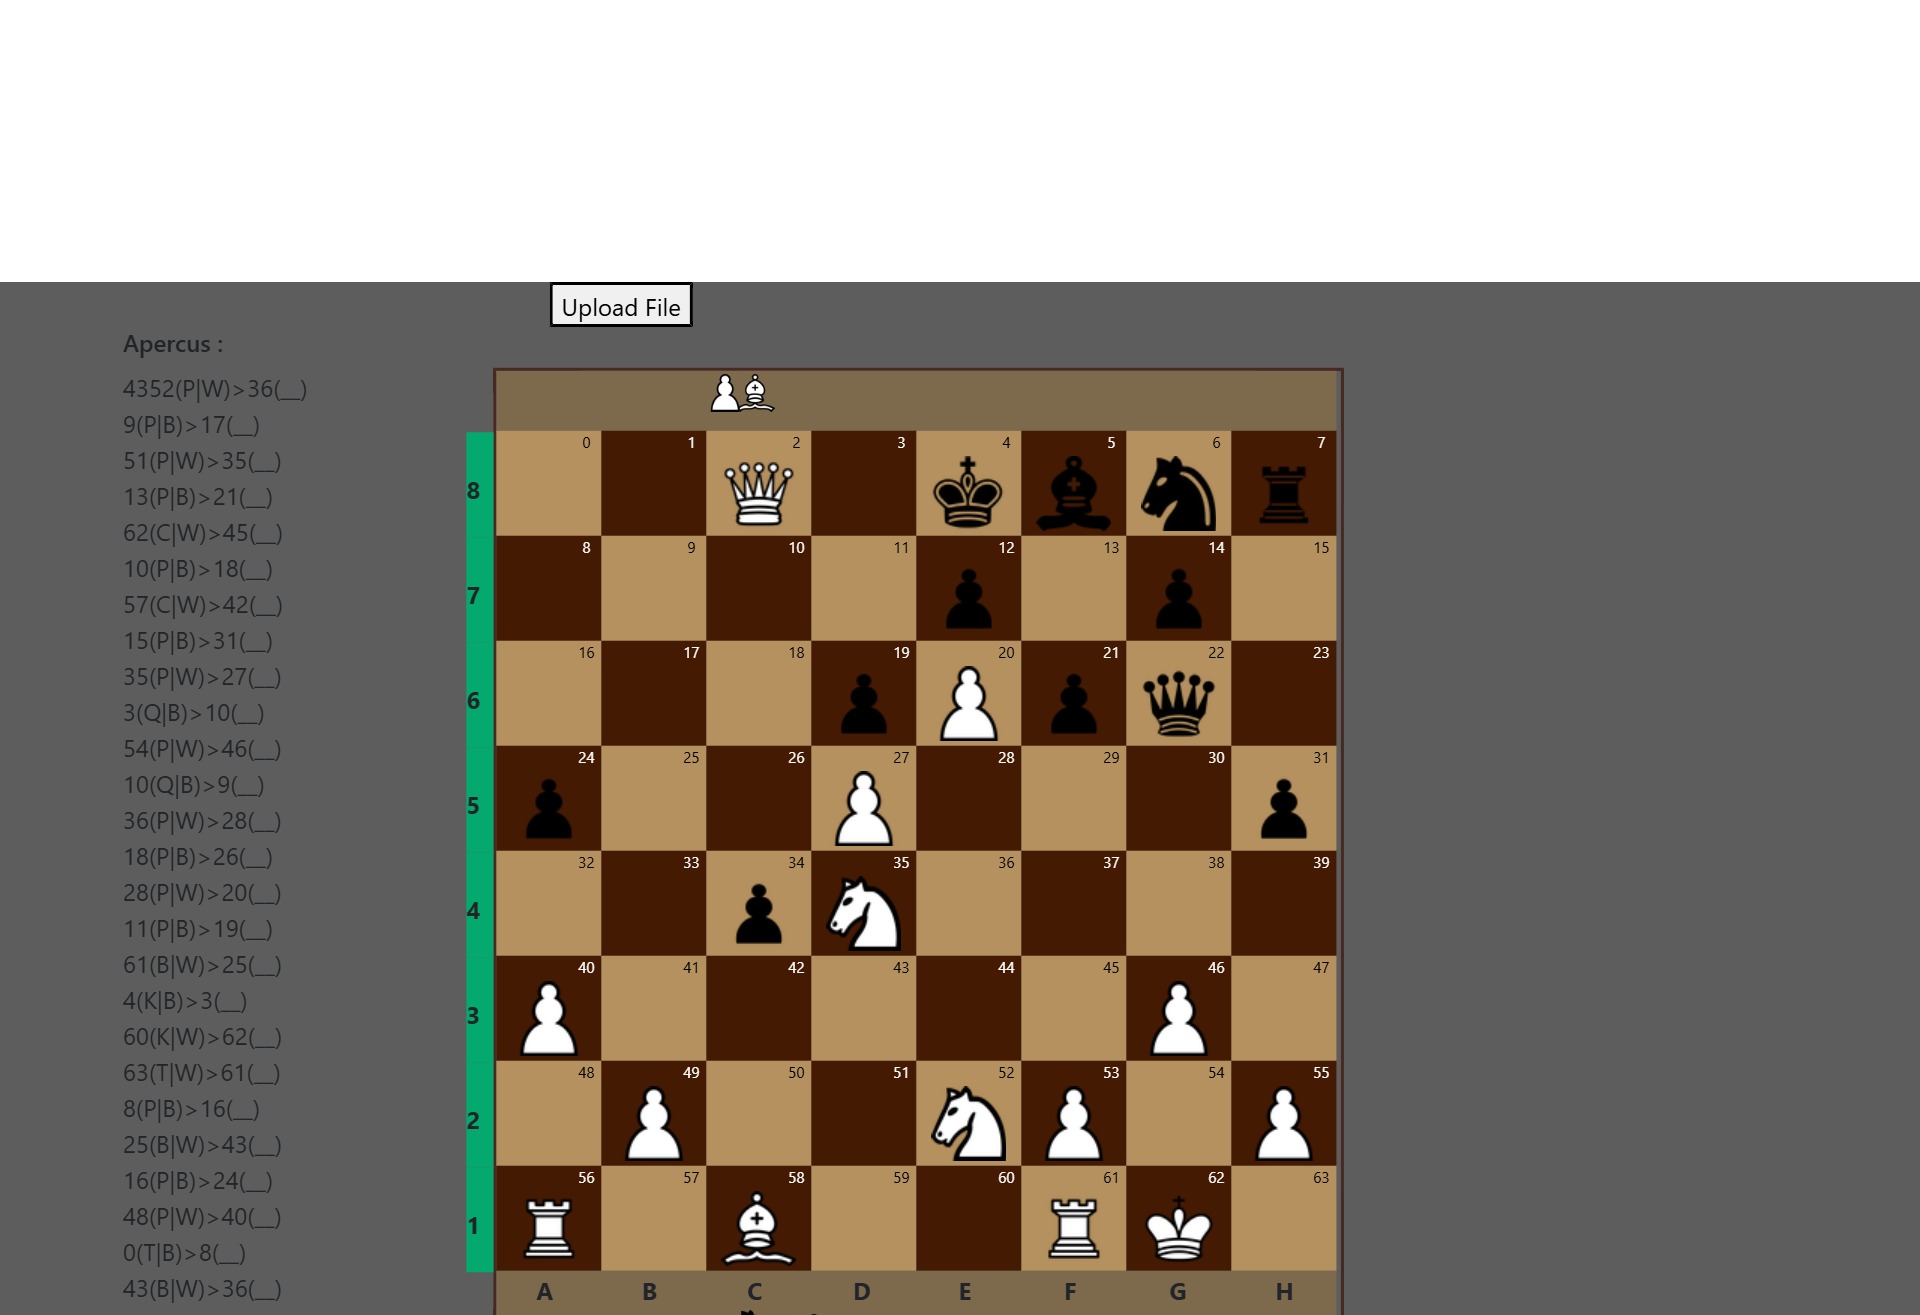 Upload File
Apercus :
4352(P|W)>36(__)
9(P|B)>17(__)
51(P|W)>35(__)
13(P|B)>21(__)
62(C|W)>45(__)
10(P|B)>18(__)
57(C|W)>42(__)
15(P|B)>31(__)
35(P|W)>27(__)
3(Q|B)>10(__)
54(P|W)>46(__)
10(Q|B)>9(__)
36(P|W)>28(__)
18(P|B)>26(__)
28(P|W)>20(__)
11(P|B)>19(__)
61(B|W)>25(__)
4(K|B)>3(__)
60(K|W)>62(__)
63(T|W)>61(__)
8(P|B)>16(__)
25(B|W)>43(__)
16(P|B)>24(__)
48(P|W)>40(__)
0(T|B)>8(__)
43(B|W)>36(__)
0 1 2 3 4 5 6 7
8
8 9 10 11 12 13 14 15
7
16 17 18 19 20 21 22 23
6
24 25 26 27 28 29 30 31
5
32 33 34 35 36 37 38 39
4
40 41 42 43 44 45 46 47
3
48 49 50 51 52 53 54 55
2
56 57 58 59 60 61 62 63
1
A B C D E F G H